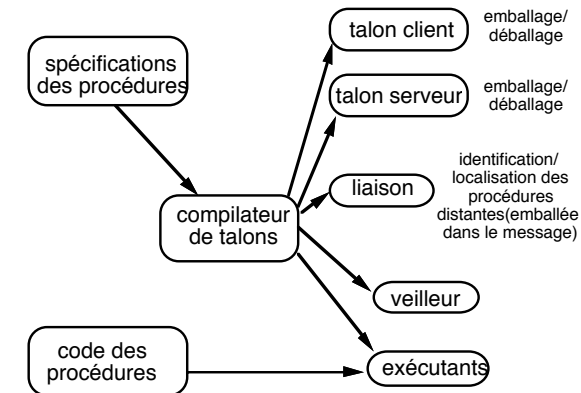 spécifications
des procédures
compilateur
de talons
code des
procédures
talon client
emballage/
déballage
talon serveur
emballage/
déballage
liaison
identification/
localisation des
procédures
distantes(emballée
dans le message)
veilleur
exécutants